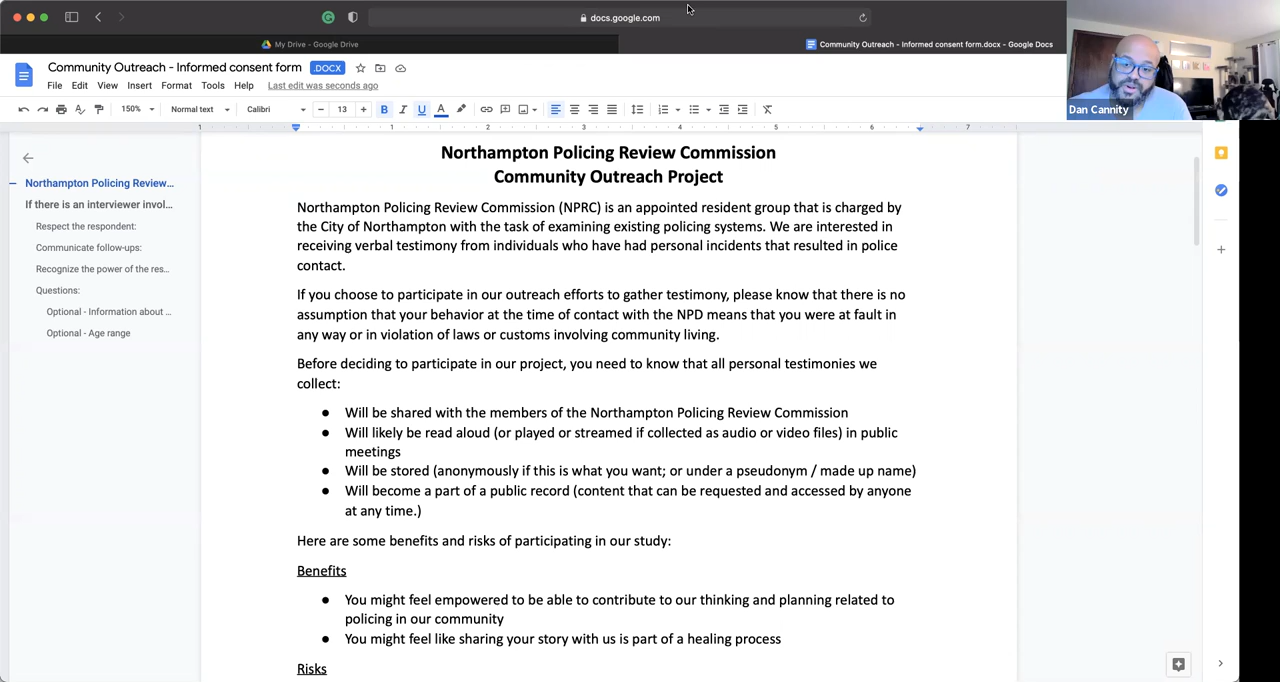 docs.google.com
My Drive - Google Drive
Community Outreach - Informed consent form.docx - Google Docs
Community Outreach - Informed consent form .DOCX
File Edit View Insert Format Tools Help Last edit was seconds ago
150% Normal text Calibri - 13 + B I U A
1 1 2 3 4 5 6 7
Dan Cannity
Northampton Policing Review...
If there is an interviewer invol...
Respect the respondent:
Communicate follow-ups:
Recognize the power of the res...
Questions:
Optional - Information about ...
Optional - Age range
Northampton Policing Review Commission
Community Outreach Project
Northampton Policing Review Commission (NPRC) is an appointed resident group that is charged by
the City of Northampton with the task of examining existing policing systems. We are interested in
receiving verbal testimony from individuals who have had personal incidents that resulted in police
contact.
If you choose to participate in our outreach efforts to gather testimony, please know that there is no
assumption that your behavior at the time of contact with the NPD means that you were at fault in
any way or in violation of laws or customs involving community living.
Before deciding to participate in our project, you need to know that all personal testimonies we
collect:
● Will be shared with the members of the Northampton Policing Review Commission
● Will likely be read aloud (or played or streamed if collected as audio or video files) in public
meetings
● Will be stored (anonymously if this is what you want; or under a pseudonym / made up name)
● Will become a part of a public record (content that can be requested and accessed by anyone
at any time.)
Here are some benefits and risks of participating in our study:
Benefits
● You might feel empowered to be able to contribute to our thinking and planning related to
policing in our community
● You might feel like sharing your story with us is part of a healing process
Risks